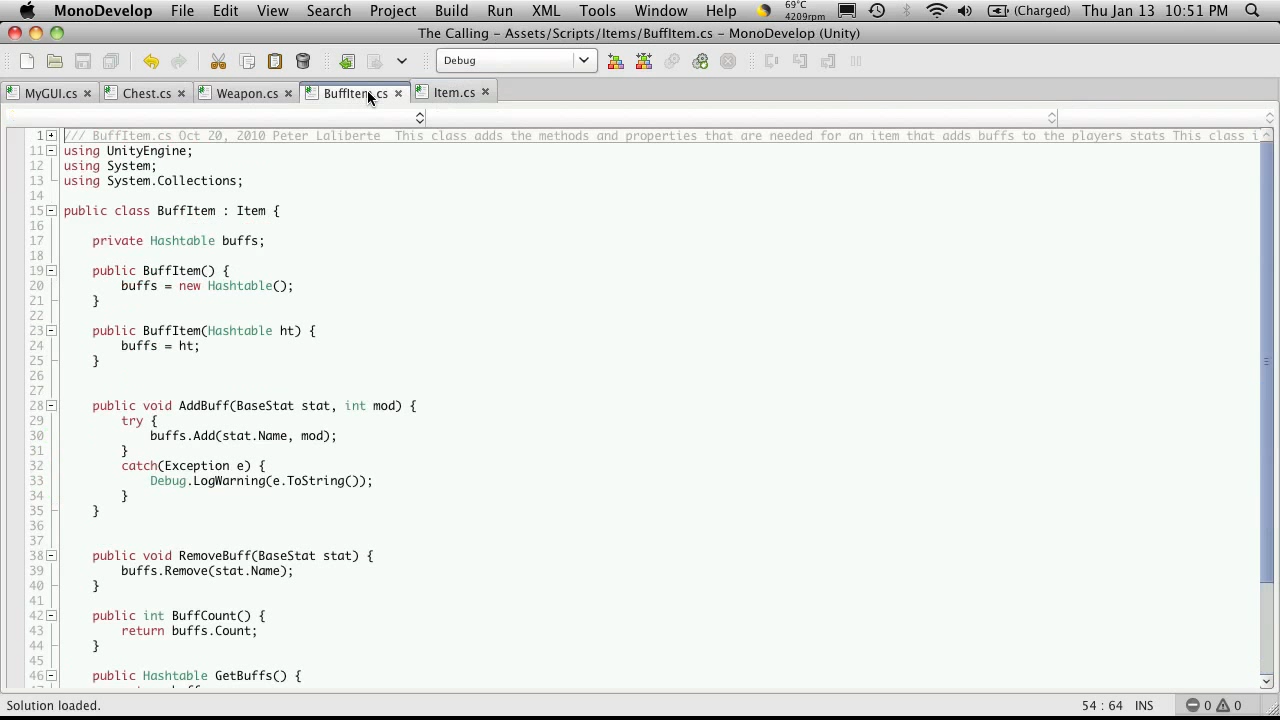 MonoDevelop File Edit View Search Project Build Run XML Tools Window Help 69°C 4209rpm (Charged) Thu Jan 13 10:51 PM
The Calling – Assets/Scripts/Items/BuffItem.cs – MonoDevelop (Unity)
Debug
MyGUI.cs Chest.cs Weapon.cs BuffItem.cs Item.cs
1 /// BuffItem.cs Oct 20, 2010 Peter Laliberte  This class adds the methods and properties that are needed for an item that adds buffs to the players stats This class i
11 using UnityEngine;
12 using System;
13 using System.Collections;
14
15 public class BuffItem : Item {
16
17 private Hashtable buffs;
18
19 public BuffItem() {
20 buffs = new Hashtable();
21 }
22
23 public BuffItem(Hashtable ht) {
24 buffs = ht;
25 }
26
27
28 public void AddBuff(BaseStat stat, int mod) {
29 try {
30 buffs.Add(stat.Name, mod);
31 }
32 catch(Exception e) {
33 Debug.LogWarning(e.ToString());
34 }
35 }
36
37
38 public void RemoveBuff(BaseStat stat) {
39 buffs.Remove(stat.Name);
40 }
41
42 public int BuffCount() {
43 return buffs.Count;
44 }
45
46 public Hashtable GetBuffs() {
Solution loaded. 54 : 64 INS 0 0